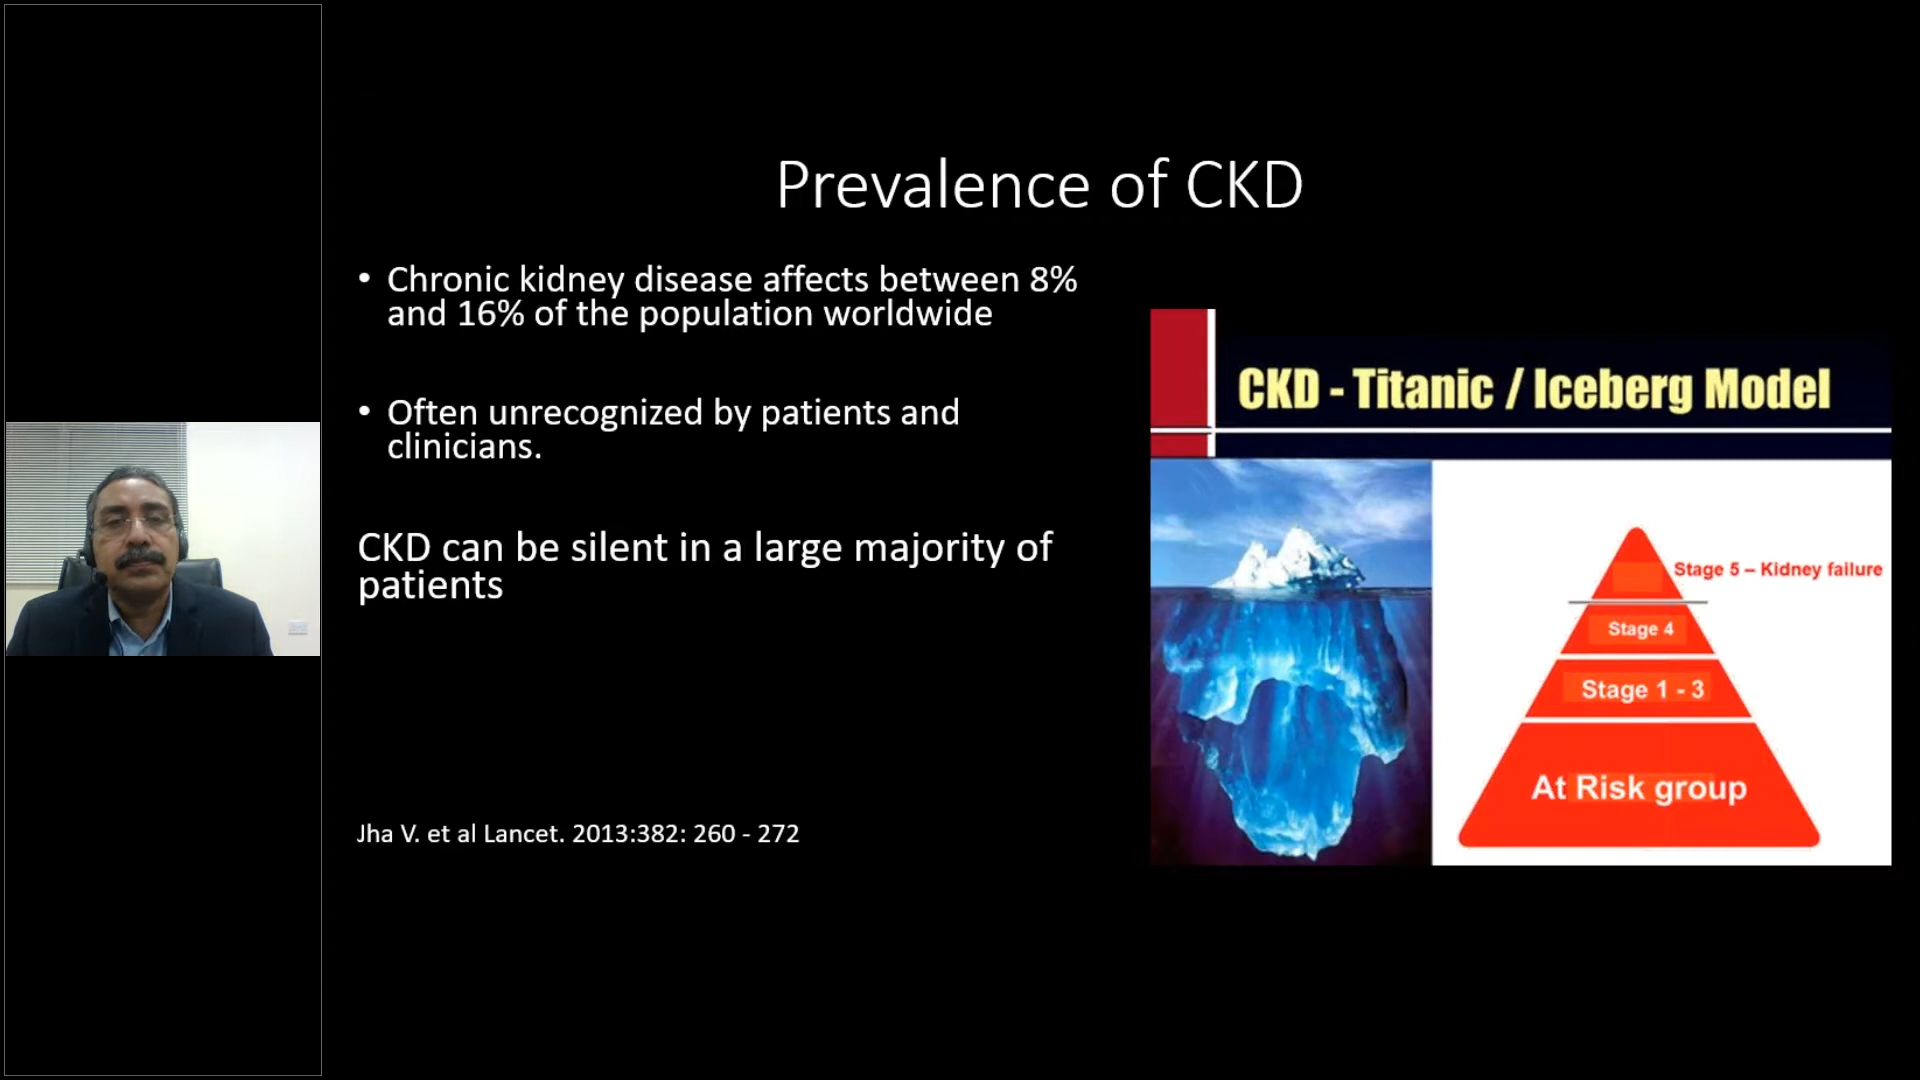 Prevalence of CKD
• Chronic kidney disease affects between 8%
and 16% of the population worldwide
• Often unrecognized by patients and
clinicians.
CKD can be silent in a large majority of
patients
Jha V. et al Lancet. 2013:382: 260 - 272
CKD - Titanic / Iceberg Model
Stage 5 – Kidney failure
Stage 4
Stage 1 - 3
At Risk group